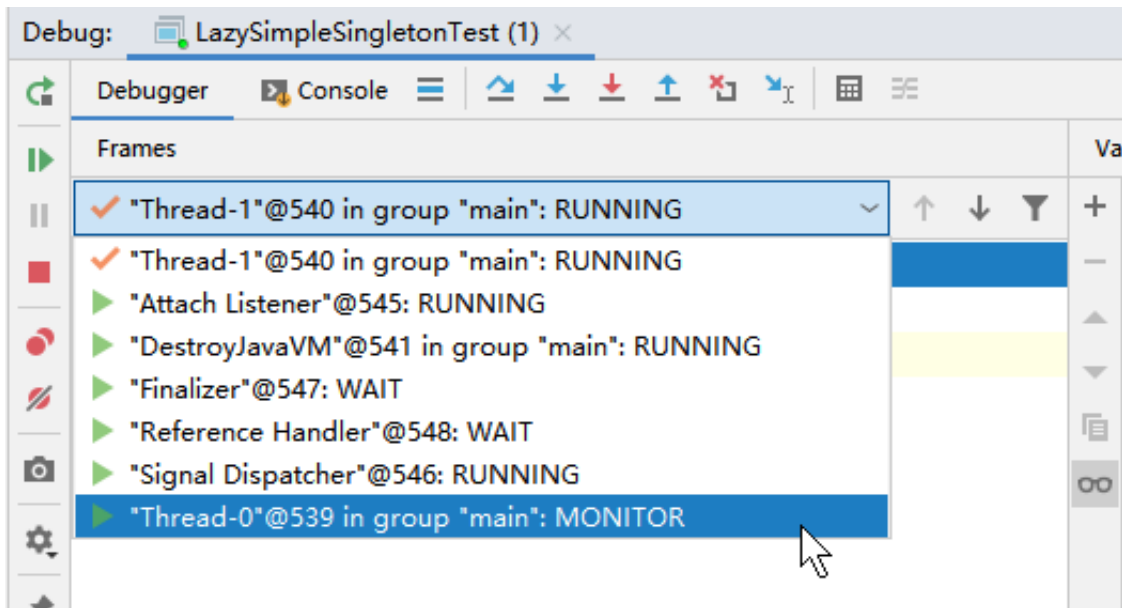 Debug: LazySimpleSingletonTest (1)
Debugger Console
Frames Va
"Thread-1"@540 in group "main": RUNNING
"Thread-1"@540 in group "main": RUNNING
"Attach Listener"@545: RUNNING
"DestroyJavaVM"@541 in group "main": RUNNING
"Finalizer"@547: WAIT
"Reference Handler"@548: WAIT
"Signal Dispatcher"@546: RUNNING
"Thread-0"@539 in group "main": MONITOR